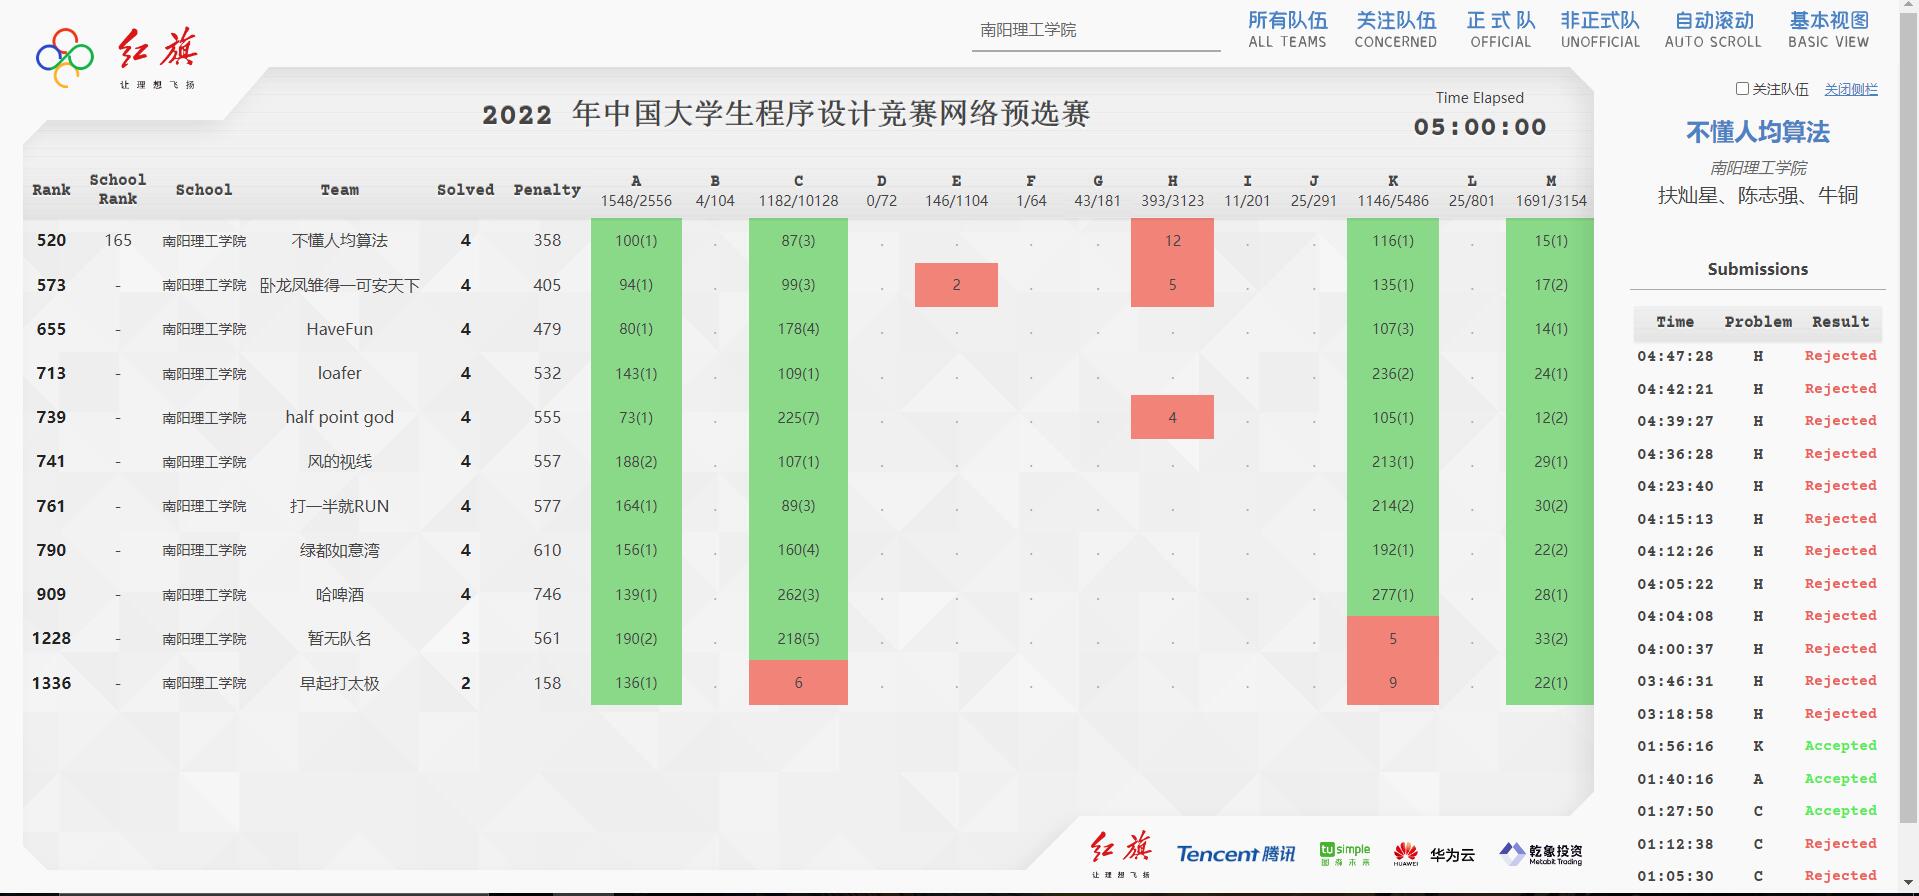 红旗
让理想飞扬
南阳理工学院
所有队伍 关注队伍 正式队 非正式队 自动滚动 基本视图
ALL TEAMS CONCERNED OFFICIAL UNOFFICIAL AUTO SCROLL BASIC VIEW
2022 年中国大学生程序设计竞赛网络预选赛
Time Elapsed
05:00:00
Rank School Rank School Team Solved Penalty A B C D E F G H I J K L M
1548/2556 4/104 1182/10128 0/72 146/1104 1/64 43/181 393/3123 11/201 25/291 1146/5486 25/801 1691/3154
520 165 南阳理工学院 不懂人均算法 4 358 100(1) . 87(3) . . . . 12 . . 116(1) . 15(1)
573 - 南阳理工学院 卧龙凤雏得一可安天下 4 405 94(1) . 99(3) . 2 . . 5 . . 135(1) . 17(2)
655 - 南阳理工学院 HaveFun 4 479 80(1) . 178(4) . . . . . . . 107(3) . 14(1)
713 - 南阳理工学院 loafer 4 532 143(1) . 109(1) . . . . . . . 236(2) . 24(1)
739 - 南阳理工学院 half point god 4 555 73(1) . 225(7) . . . . 4 . . 105(1) . 12(2)
741 - 南阳理工学院 风的视线 4 557 188(2) . 107(1) . . . . . . . 213(1) . 29(1)
761 - 南阳理工学院 打一半就RUN 4 577 164(1) . 89(3) . . . . . . . 214(2) . 30(2)
790 - 南阳理工学院 绿都如意湾 4 610 156(1) . 160(4) . . . . . . . 192(1) . 22(2)
909 - 南阳理工学院 哈啤酒 4 746 139(1) . 262(3) . . . . . . . 277(1) . 28(1)
1228 - 南阳理工学院 暂无队名 3 561 190(2) . 218(5) . . . . . . . 5 . 33(2)
1336 - 南阳理工学院 早起打太极 2 158 136(1) . 6 . . . . . . . 9 . 22(1)
红旗
让理想飞扬
Tencent 腾讯
tusimple
图森未来
HUAWEI
华为云
乾象投资
Metabit Trading
关注队伍 关闭侧栏
不懂人均算法
南阳理工学院
扶灿星、陈志强、牛铜
Submissions
Time Problem Result
04:47:28 H Rejected
04:42:21 H Rejected
04:39:27 H Rejected
04:36:28 H Rejected
04:23:40 H Rejected
04:15:13 H Rejected
04:12:26 H Rejected
04:05:22 H Rejected
04:04:08 H Rejected
04:00:37 H Rejected
03:46:31 H Rejected
03:18:58 H Rejected
01:56:16 K Accepted
01:40:16 A Accepted
01:27:50 C Accepted
01:12:38 C Rejected
01:05:30 C Rejected